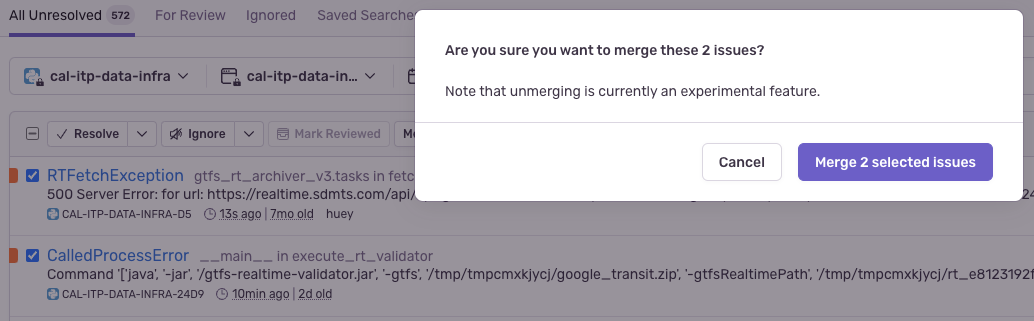 All Unresolved 572 For Review Ignored Saved Searche
Are you sure you want to merge these 2 issues?
cal-itp-data-infra cal-itp-data-in...
Note that unmerging is currently an experimental feature.
Resolve Ignore Mark Reviewed Me
Cancel Merge 2 selected issues
RTFetchException gtfs_rt_archiver_v3.tasks in fetc
500 Server Error: for url: https://realtime.sdmts.com/api/
CAL-ITP-DATA-INFRA-D5 13s ago | 7mo old huey
CalledProcessError __main__ in execute_rt_validator
Command '['java', '-jar', '/gtfs-realtime-validator.jar', '-gtfs', '/tmp/tmpcmxkjycj/google_transit.zip', '-gtfsRealtimePath', '/tmp/tmpcmxkjycj/rt_e8123192f
CAL-ITP-DATA-INFRA-24D9 10min ago | 2d old